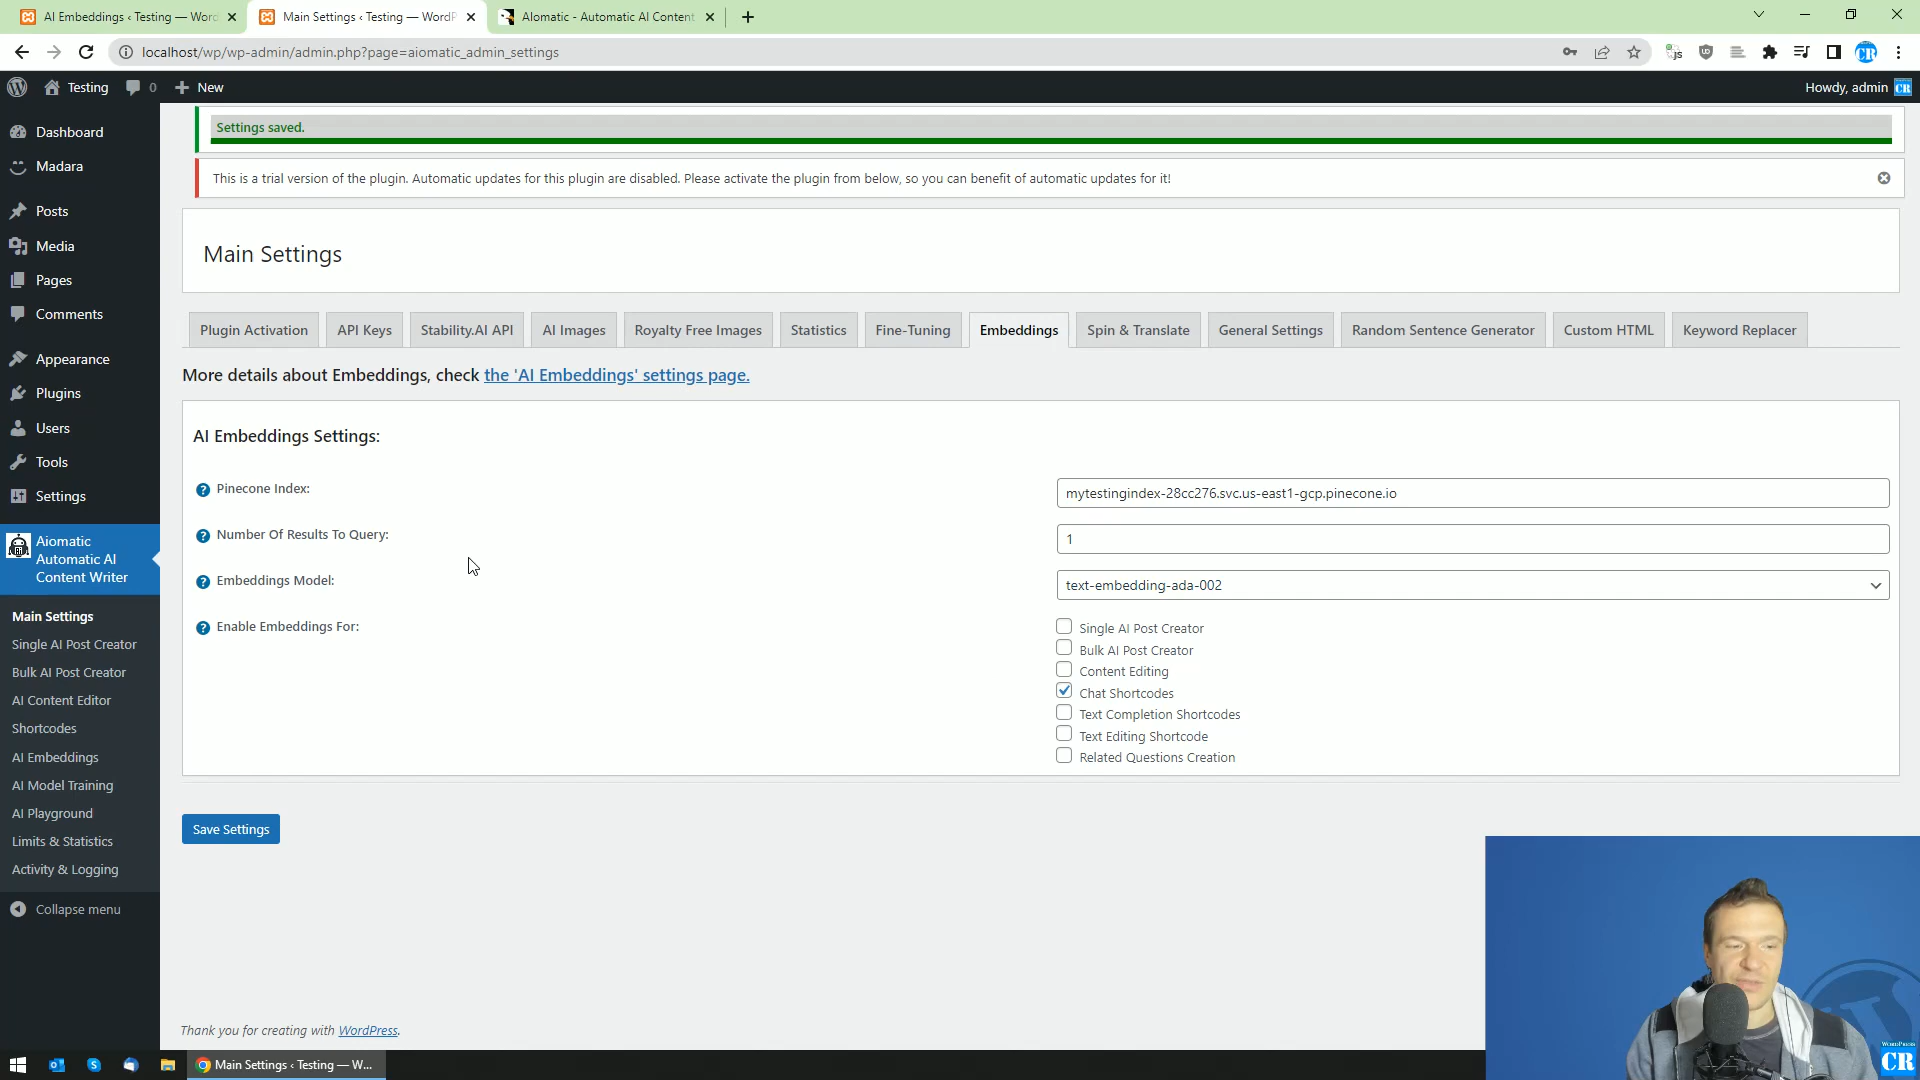 AI Embeddings ‹ Testing — Word
Main Settings ‹ Testing — WordP
AIomatic - Automatic AI Content
localhost/wp/wp-admin/admin.php?page=aiomatic_admin_settings
Testing
0
New
Howdy, admin
CR
Settings saved.
This is a trial version of the plugin. Automatic updates for this plugin are disabled. Please activate the plugin from below, so you can benefit of automatic updates for it!
Dashboard
Madara
Posts
Media
Pages
Comments
Appearance
Plugins
Users
Tools
Settings
Aiomatic
Automatic AI
Content Writer
Main Settings
Single AI Post Creator
Bulk AI Post Creator
AI Content Editor
Shortcodes
AI Embeddings
AI Model Training
AI Playground
Limits & Statistics
Activity & Logging
Collapse menu
Main Settings
Plugin Activation
API Keys
Stability.AI API
AI Images
Royalty Free Images
Statistics
Fine-Tuning
Embeddings
Spin & Translate
General Settings
Random Sentence Generator
Custom HTML
Keyword Replacer
More details about Embeddings, check the 'AI Embeddings' settings page.
AI Embeddings Settings:
Pinecone Index:
mytestingindex-28cc276.svc.us-east1-gcp.pinecone.io
Number Of Results To Query:
1
Embeddings Model:
text-embedding-ada-002
Enable Embeddings For:
Single AI Post Creator
Bulk AI Post Creator
Content Editing
Chat Shortcodes
Text Completion Shortcodes
Text Editing Shortcode
Related Questions Creation
Save Settings
Thank you for creating with WordPress.
Main Settings ‹ Testing — W...
WORDPRESS
CR